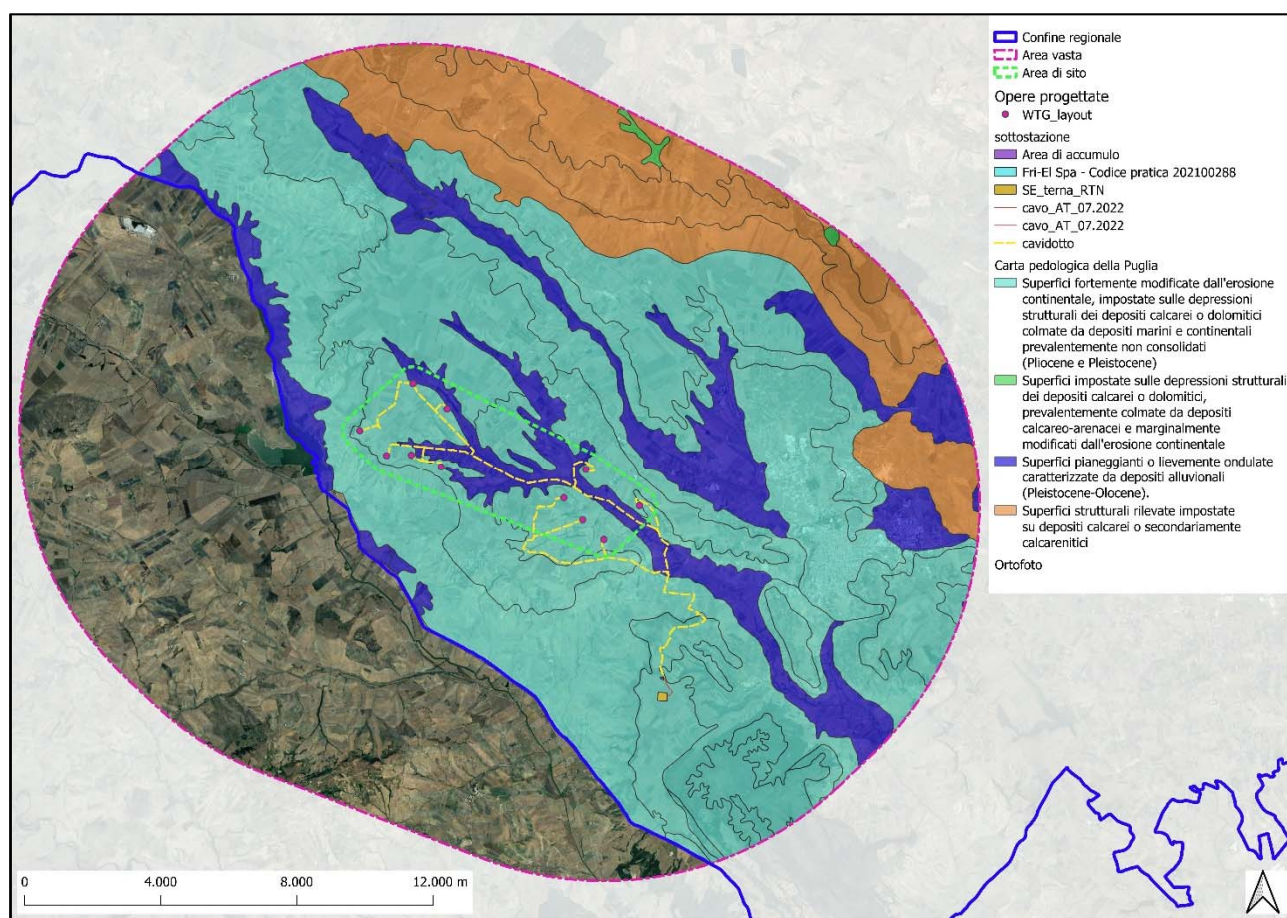 Confine regionale
Area vasta
Area di sito
Opere progettate
WTG_layout
sottostazione
Area di accumulo
Fri-El Spa - Codice pratica 202100288
SE_terna_RTN
cavo_AT_07.2022
cavo_AT_07.2022
cavidotto
Carta pedologica della Puglia
Superfici fortemente modificate dall'erosione
continentale, impostate sulle depressioni
strutturali dei depositi calcarei o dolomitici
colmate da depositi marini e continentali
prevalentemente non consolidati
(Pliocene e Pleistocene)
Superfici impostate sulle depressioni strutturali
dei depositi calcarei o dolomitici,
prevalentemente colmate da depositi
calcareo-arenacei e marginalmente
modificati dall'erosione continentale
Superfici pianeggianti o lievemente ondulate
caratterizzate da depositi alluvionali
(Pleistocene-Olocene).
Superfici strutturali rilevate impostate
su depositi calcarei o secondariamente
calcarenitici
Ortofoto
0 4.000 8.000 12.000 m